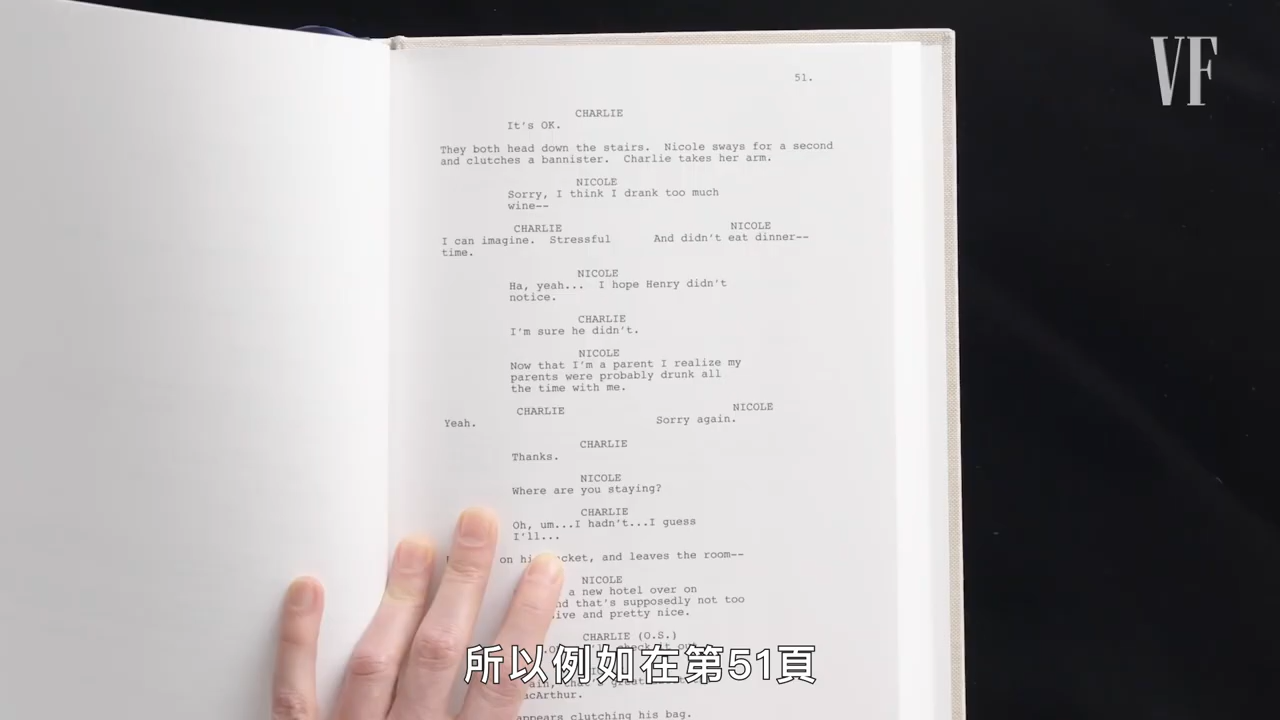 VF
51.
CHARLIE
It's OK.
They both head down the stairs.  Nicole sways for a second
and clutches a bannister.  Charlie takes her arm.
NICOLE
Sorry, I think I drank too much
wine--
CHARLIE
I can imagine.  Stressful
time.
NICOLE
And didn't eat dinner--
NICOLE
Ha, yeah...  I hope Henry didn't
notice.
CHARLIE
I'm sure he didn't.
NICOLE
Now that I'm a parent I realize my
parents were probably drunk all
the time with me.
CHARLIE
Yeah.
NICOLE
Sorry again.
CHARLIE
Thanks.
NICOLE
Where are you staying?
CHARLIE
Oh, um...I hadn't...I guess
I'll...
on and leaves the room--
NICOLE
a new hotel over on
that's supposedly not too
and pretty nice.
CHARLIE (O.S.)
所以例如在第51頁
appears clutching his bag.